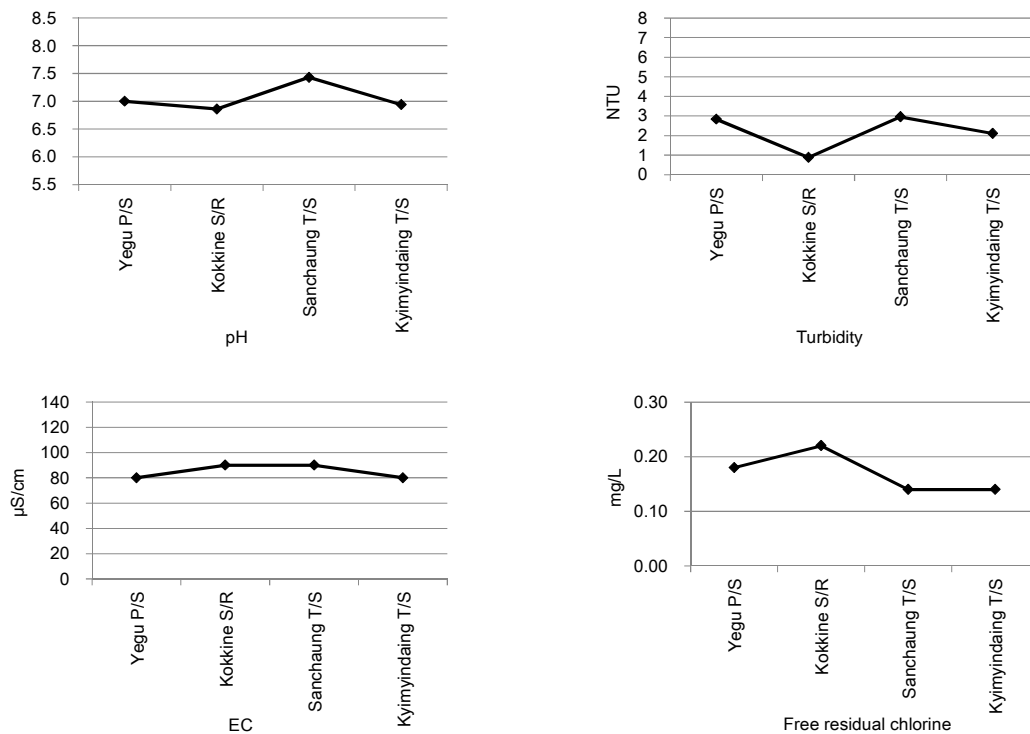 8.5
8.0
7.5
7.0
6.5
6.0
5.5
Yegu P/S
Kokkine S/R
Sanchaung T/S
Kyimyindaing T/S
pH
NTU
8
7
6
5
4
3
2
1
0
Yegu P/S
Kokkine S/R
Sanchaung T/S
Kyimyindaing T/S
Turbidity
µS/cm
140
120
100
80
60
40
20
0
Yegu P/S
Kokkine S/R
Sanchaung T/S
Kyimyindaing T/S
EC
mg/L
0.30
0.20
0.10
0.00
Yegu P/S
Kokkine S/R
Sanchaung T/S
Kyimyindaing T/S
Free residual chlorine